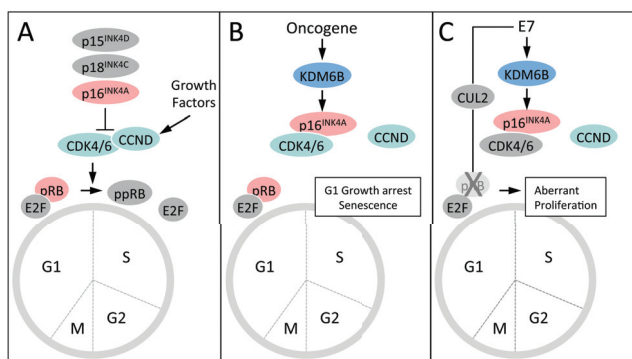 A
p15INK4D
p18INK4C
p16INK4A
Growth
Factors
CDK4/6
CCND
pRB
E2F
ppRB
E2F
G1
S
M
G2
B
Oncogene
KDM6B
p16INK4A
CDK4/6
CCND
pRB
E2F
G1 Growth arrest
Senescence
G1
S
M
G2
C
E7
KDM6B
CUL2
p16INK4A
CDK4/6
CCND
pRB
E2F
Aberrant
Proliferation
G1
S
M
G2